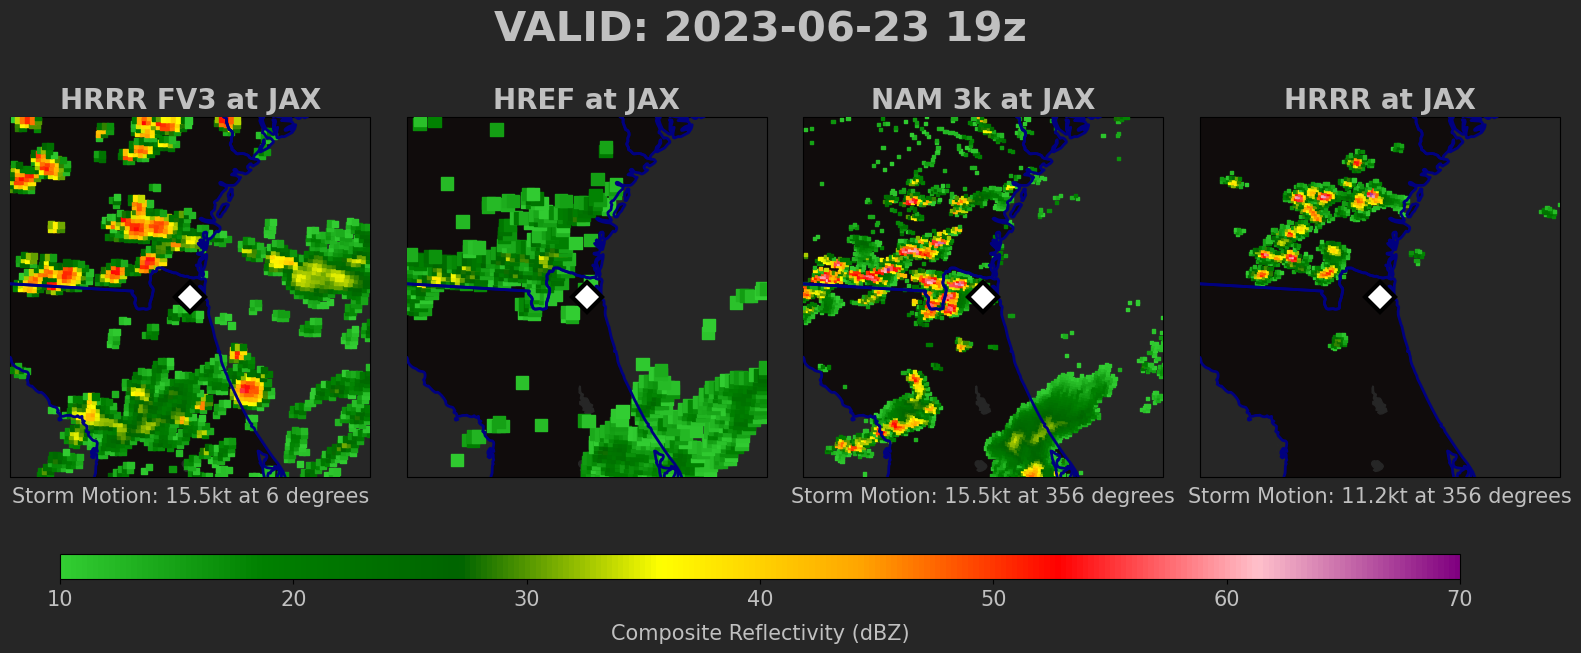 VALID: 2023-06-23 19z
HRRR FV3 at JAX
HREF at JAX
NAM 3k at JAX
HRRR at JAX
Storm Motion: 15.5kt at 6 degrees
Storm Motion: 15.5kt at 356 degrees
Storm Motion: 11.2kt at 356 degrees
10 20 30 40 50 60 70
Composite Reflectivity (dBZ)